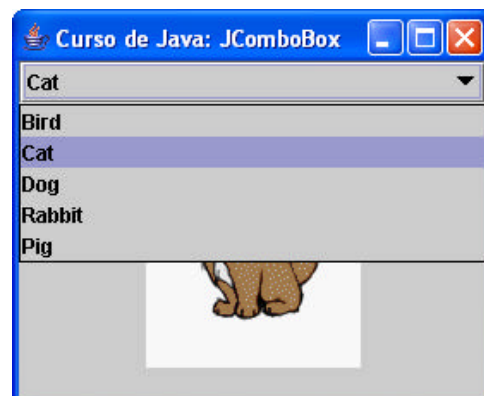 Curso de Java: JComboBox
Cat
Bird
Cat
Dog
Rabbit
Pig